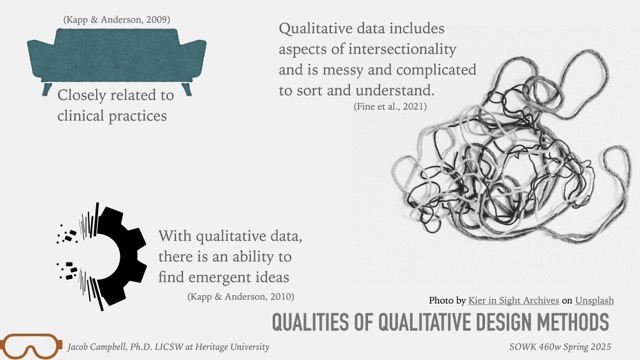 (Kapp & Anderson, 2009)
Closely related to
clinical practices
Qualitative data includes
aspects of intersectionality
and is messy and complicated
to sort and understand.
(Fine et al., 2021)
With qualitative data,
there is an ability to
find emergent ideas
(Kapp & Anderson, 2010)
Photo by Kier in Sight Archives on Unsplash
QUALITIES OF QUALITATIVE DESIGN METHODS
Jacob Campbell, Ph.D. LICSW at Heritage University
SOWK 460w Spring 2025